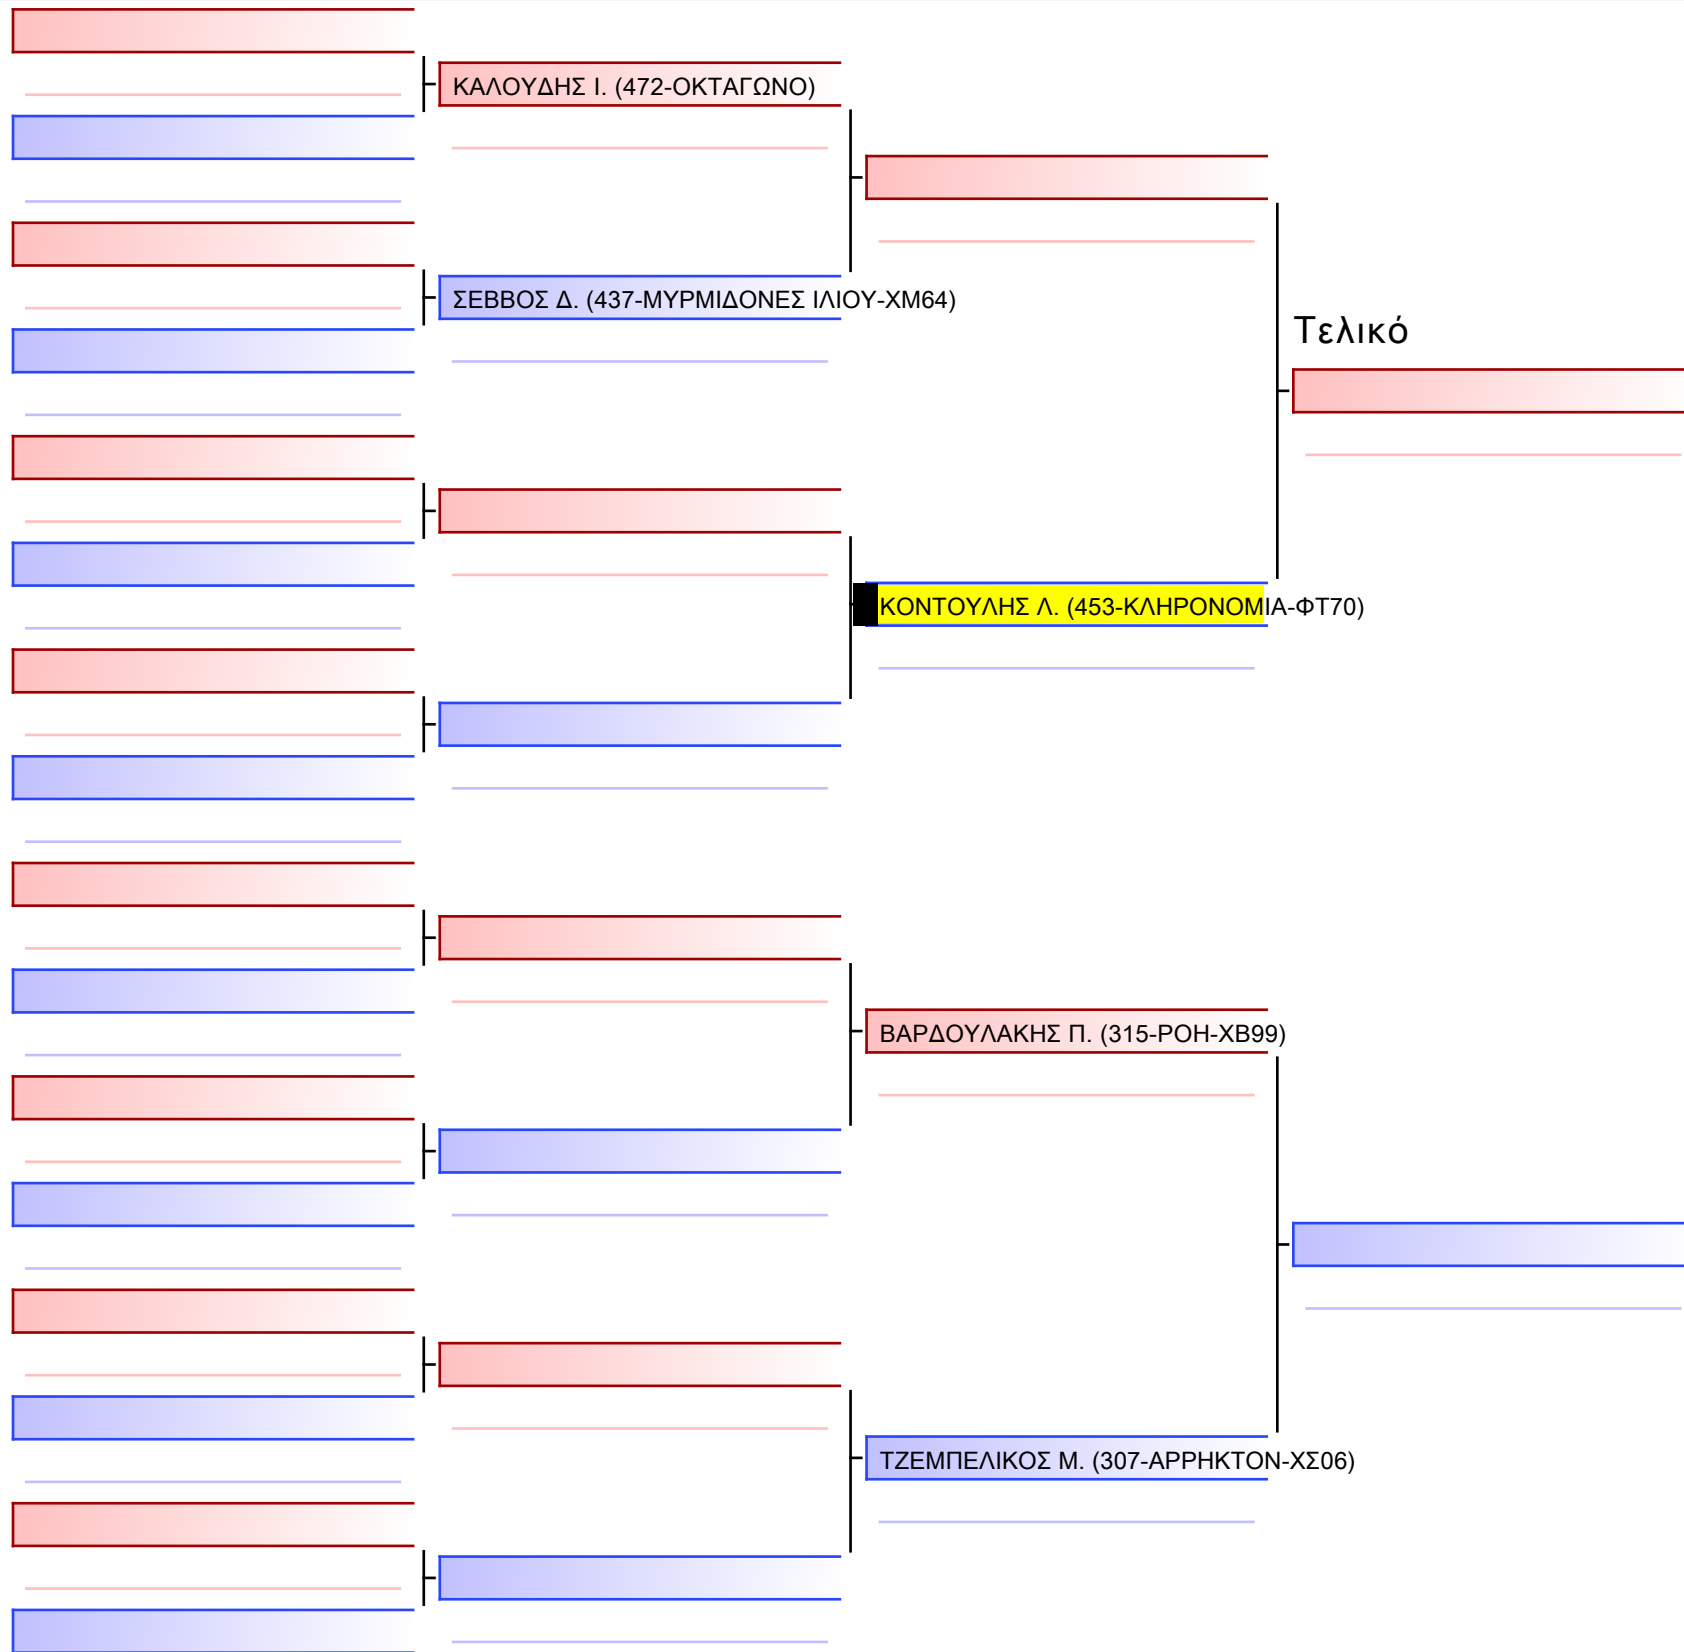 ΚΑΛΟΥΔΗΣ Ι. (472-ΟΚΤΑΓΩΝΟ)
ΣΕΒΒΟΣ Δ. (437-ΜΥΡΜΙΔΟΝΕΣ ΙΛΙΟΥ-ΧΜ64)
Τελικό
ΚΟΝΤΟΥΛΗΣ Λ. (453-ΚΛΗΡΟΝΟΜΙΑ-ΦΤ70)
ΒΑΡΔΟΥΛΑΚΗΣ Π. (315-ΡΟΗ-ΧΒ99)
ΤΖΕΜΠΕΛΙΚΟΣ Μ. (307-ΑΡΡΗΚΤΟΝ-ΧΣ06)